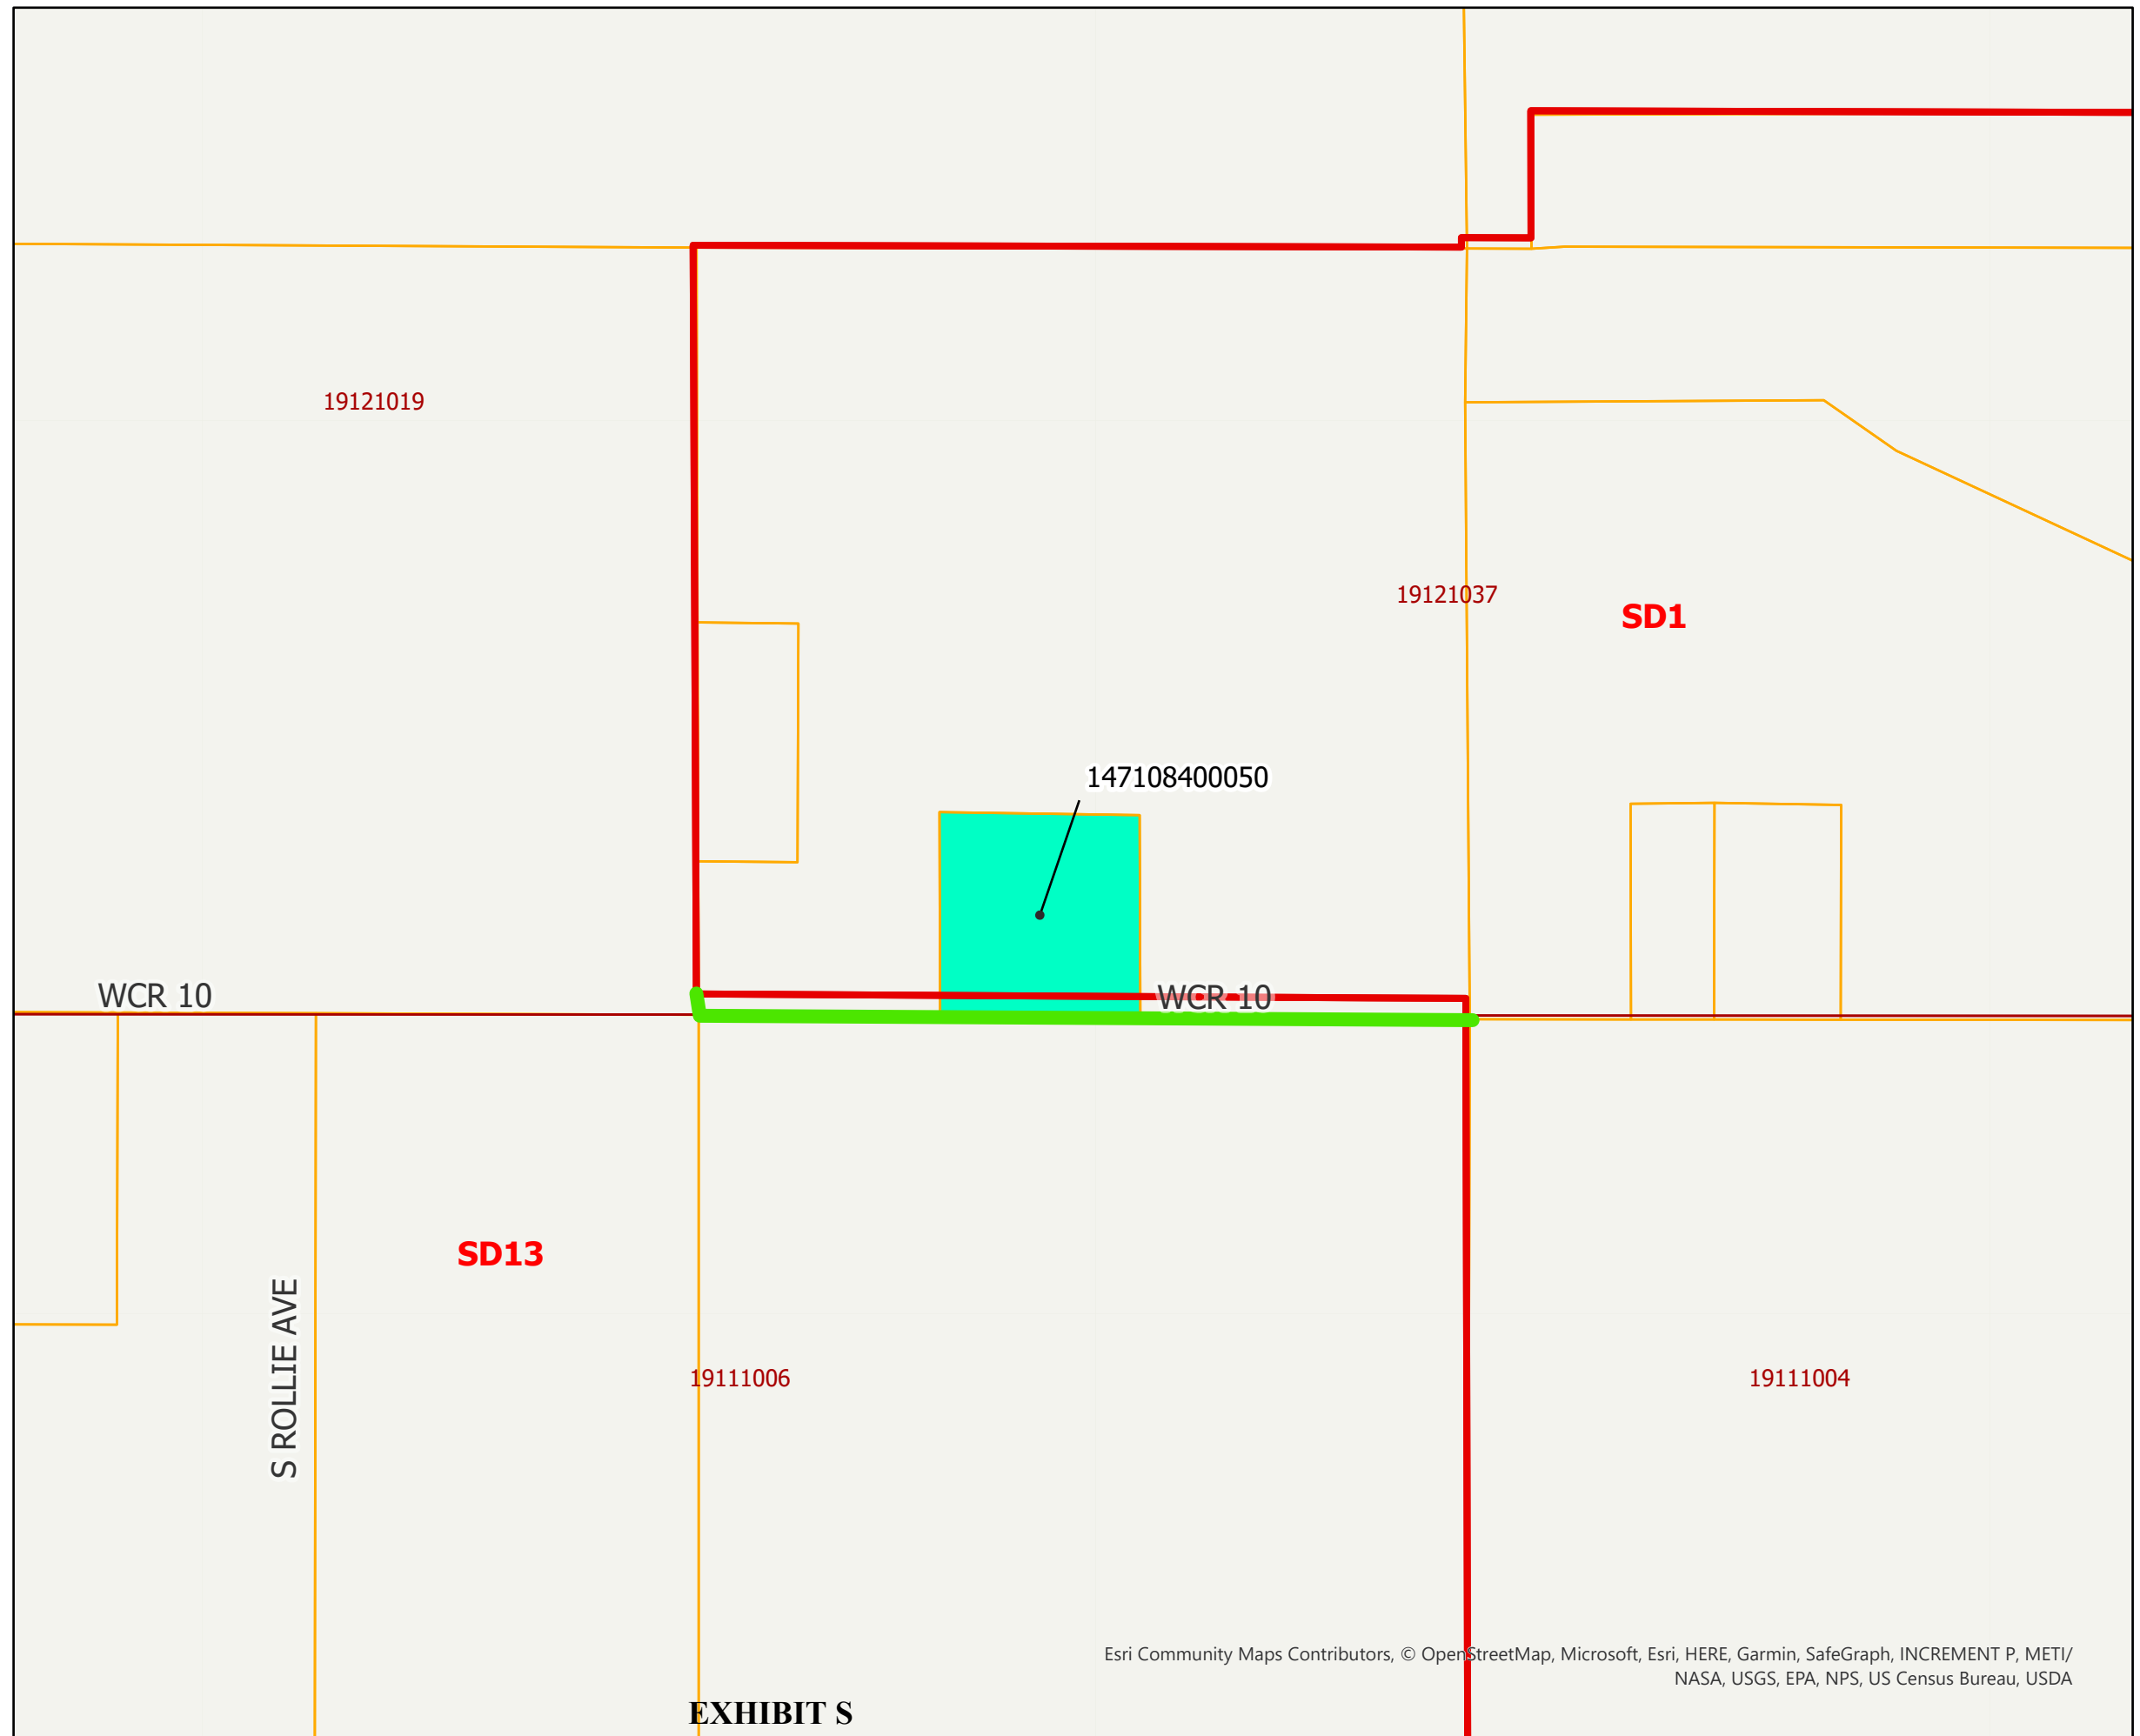 19121019
19121037
SD1
147108400050
WCR 10
WCR 10
SD13
S ROLLIE AVE
19111006
19111004
Esri Community Maps Contributors, © OpenStreetMap, Microsoft, Esri, HERE, Garmin, SafeGraph, INCREMENT P, METI/
NASA, USGS, EPA, NPS, US Census Bureau, USDA
EXHIBIT S